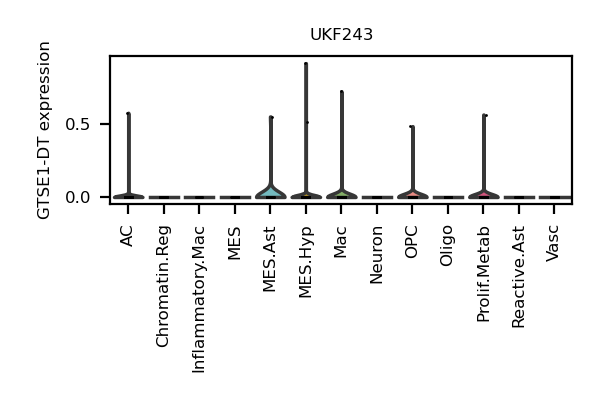 UKF243
GTSE1-DT expression
0.5
0.0
AC
Chromatin.Reg
Inflammatory.Mac
MES
MES.Ast
MES.Hyp
Mac
Neuron
OPC
Oligo
Prolif.Metab
Reactive.Ast
Vasc